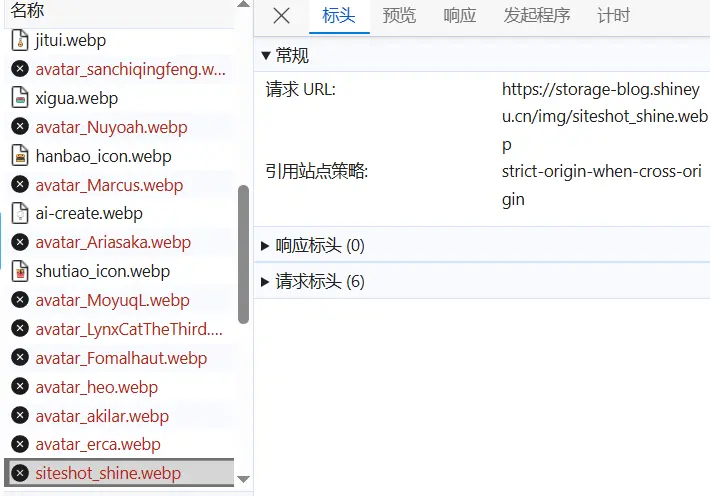 名称
jitui.webp
avatar_sanchiqingfeng.w...
xigua.webp
avatar_Nuyoah.webp
hanbao_icon.webp
avatar_Marcus.webp
ai-create.webp
avatar_Ariasaka.webp
shutiao_icon.webp
avatar_MoyuqL.webp
avatar_LynxCatTheThird....
avatar_Fomalhaut.webp
avatar_heo.webp
avatar_akilar.webp
avatar_erca.webp
siteshot_shine.webp
标头 预览 响应 发起程序 计时
常规
请求 URL:
https://storage-blog.shiney
u.cn/img/siteshot_shine.web
p
引用站点策略:
strict-origin-when-cross-ori
gin
响应标头 (0)
请求标头 (6)